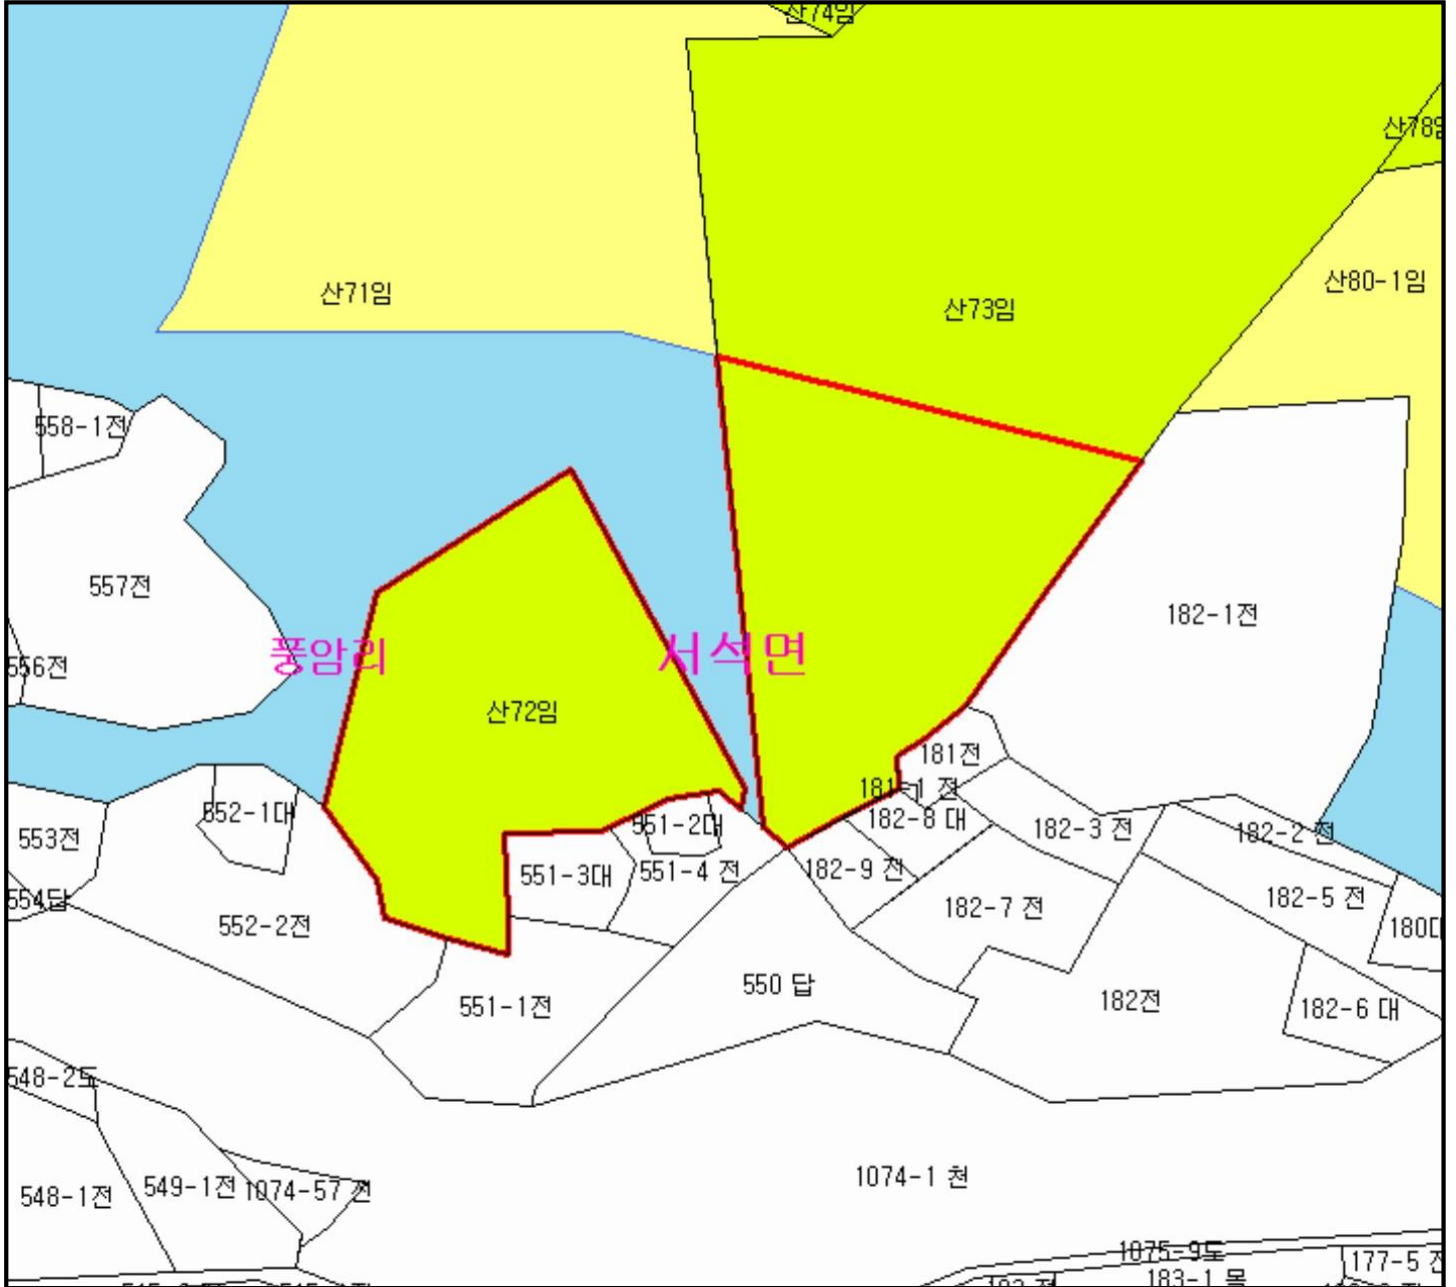 산74임
산78임
산71임
산73임
산80-1임
558-1전
557전
182-1전
556전
풍암리
서석면
산72임
181전
181-1 전
552-1대
551-2대
182-8 대
182-3 전
182-2 전
553전
551-3대
551-4 전
182-9 전
554답
552-2전
182-7 전
182-5 전
180대
551-1전
550 답
182전
182-6 대
548-2도
548-1전
549-1전
1074-57 전
1074-1 천
1075-9도
177-5 전
183-1 목